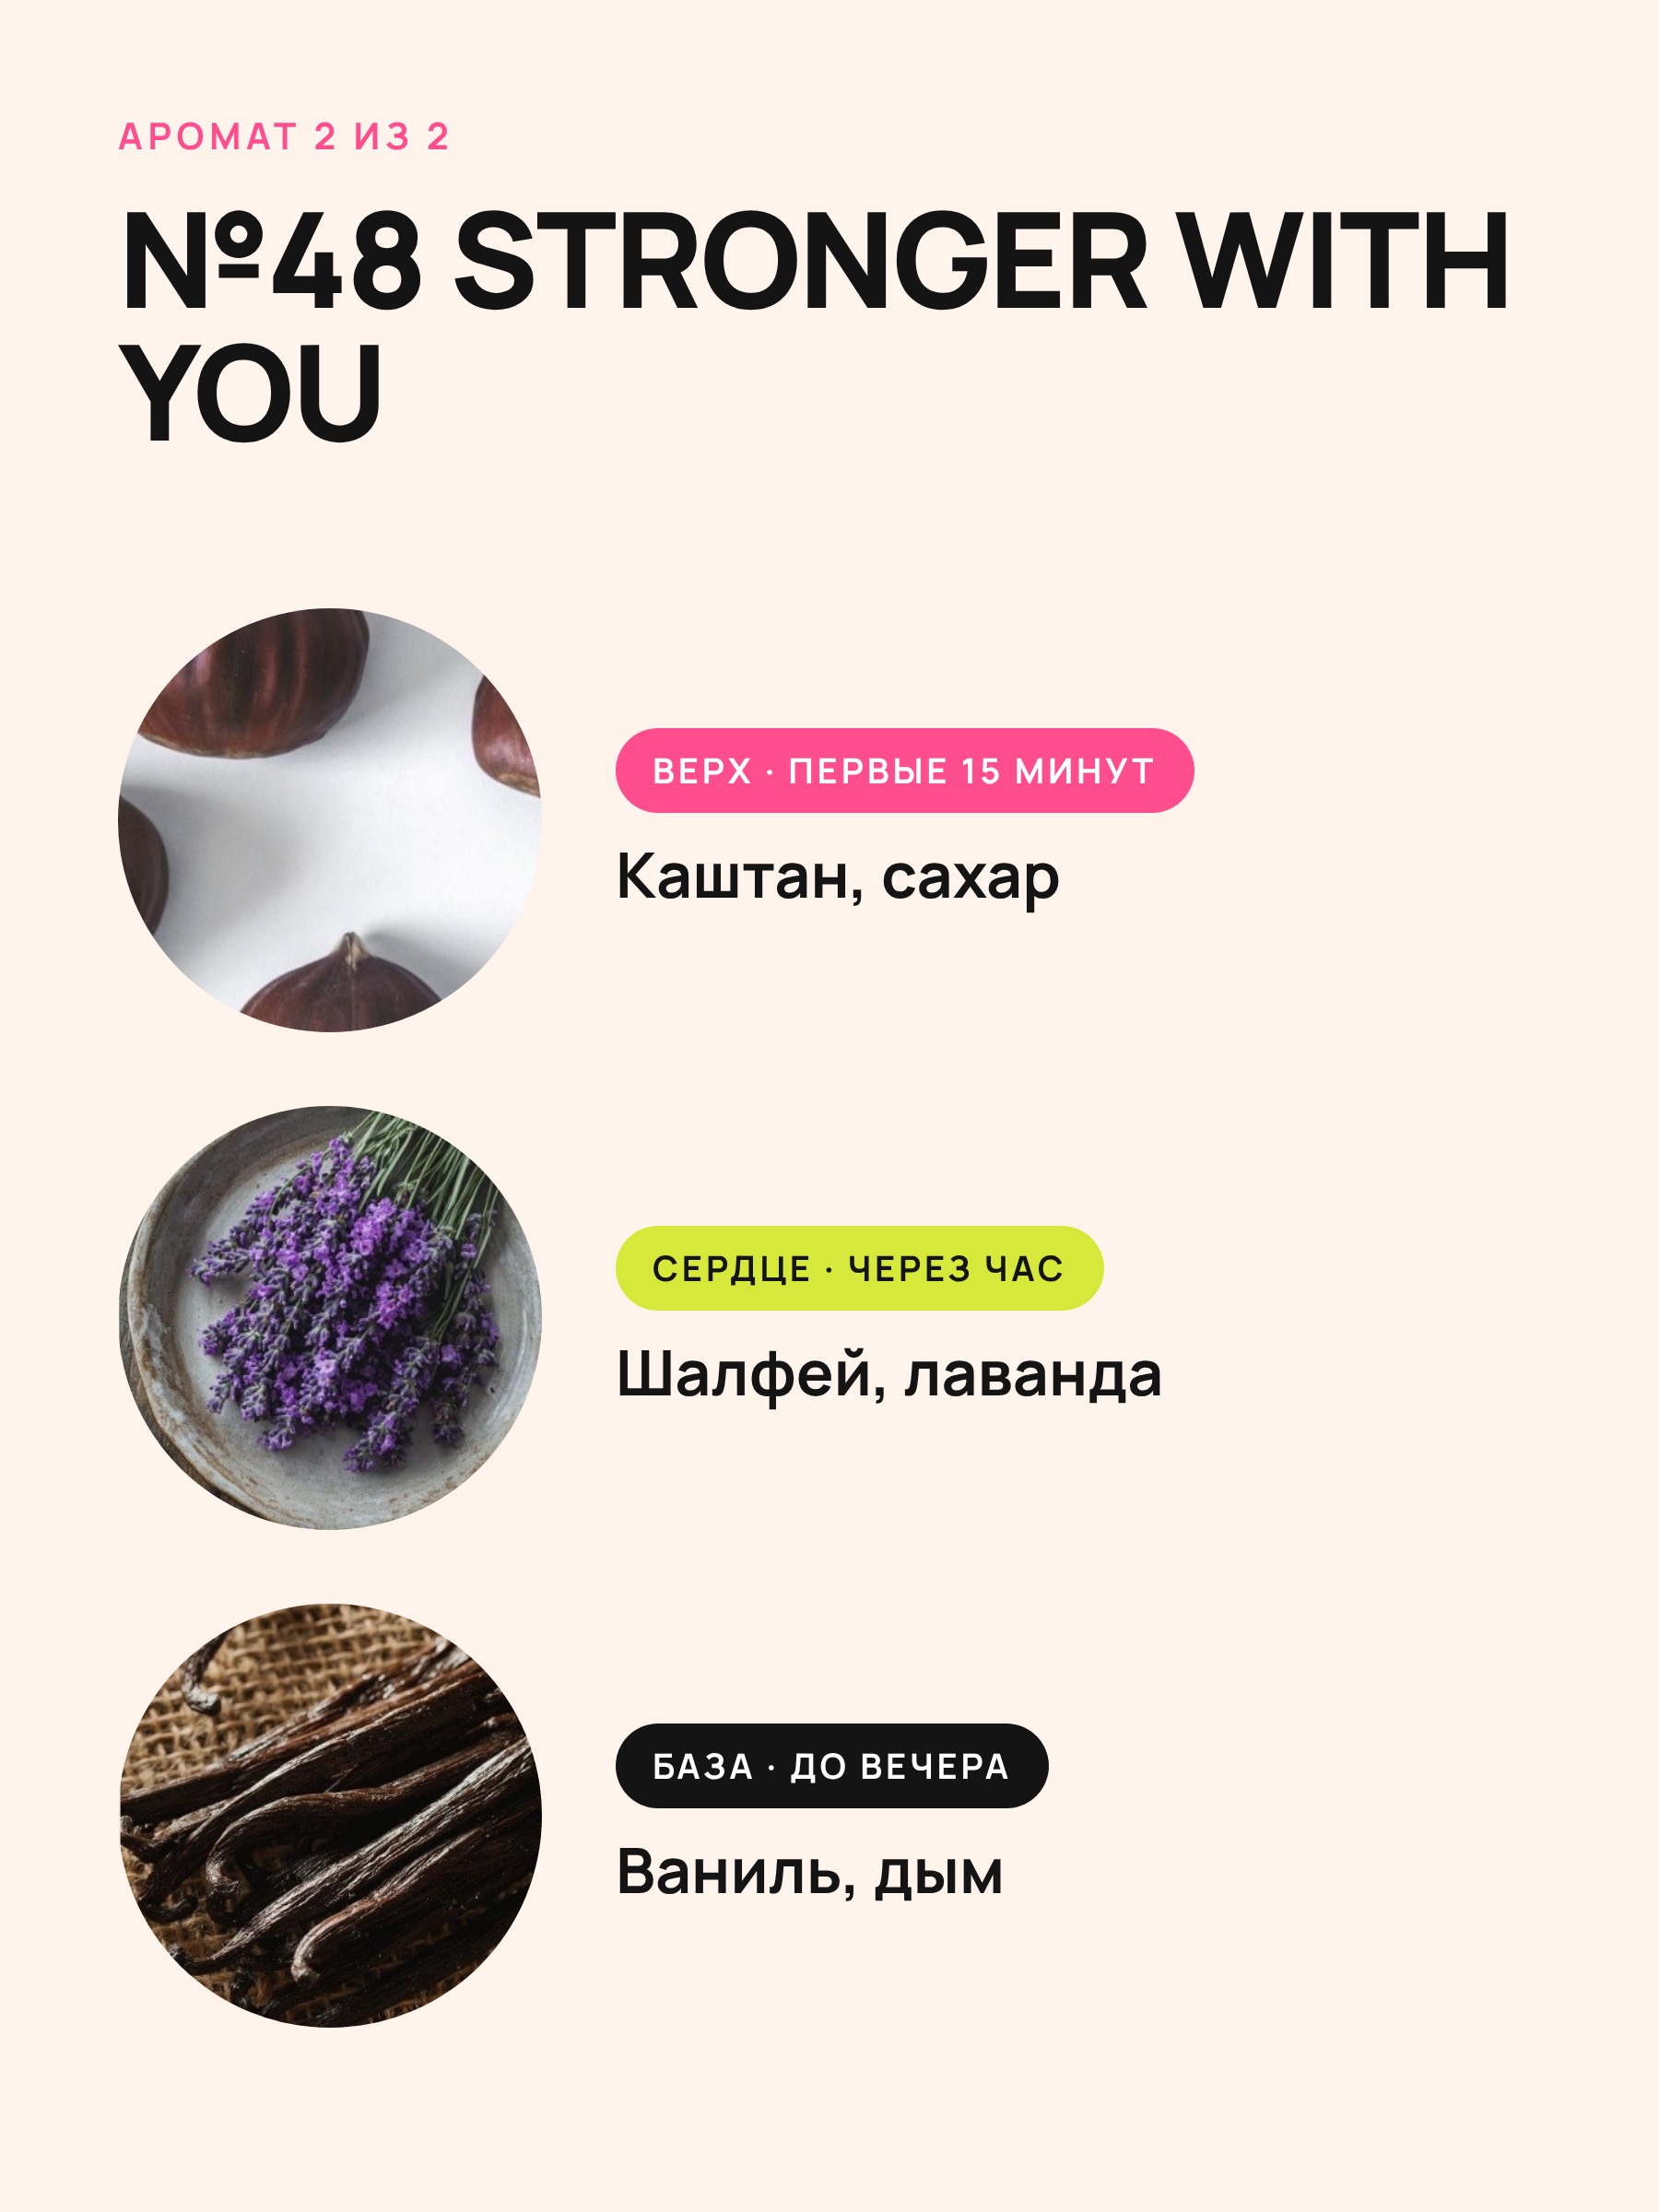 АРОМАТ 2 ИЗ 2
№48 STRONGER WITH
YOU
ВЕРХ · ПЕРВЫЕ 15 МИНУТ
Каштан, сахар
СЕРДЦЕ · ЧЕРЕЗ ЧАС
Шалфей, лаванда
БАЗА · ДО ВЕЧЕРА
Ваниль, дым